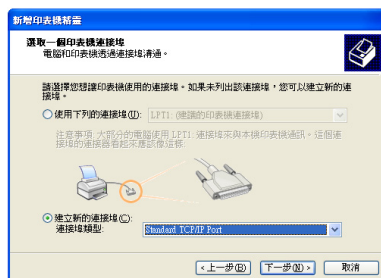 新增印表機精靈
選取一個印表機連接埠
電腦和印表機透過連接埠溝通。
請選擇您想讓印表機使用的連接埠。如果未列出該連接埠，您可以建立新的連
接埠。
使用下列的連接埠(U): LPT1: (建議的印表機連接埠)
注意事項: 大部分的電腦使用 LPT1: 連接埠來與本機印表機通訊。這個連
接埠的連接器看起來應該像這樣:
建立新的連接埠(C):
連接埠類型: Standard TCP/IP Port
<上一步(B) 下一步(N)> 取消